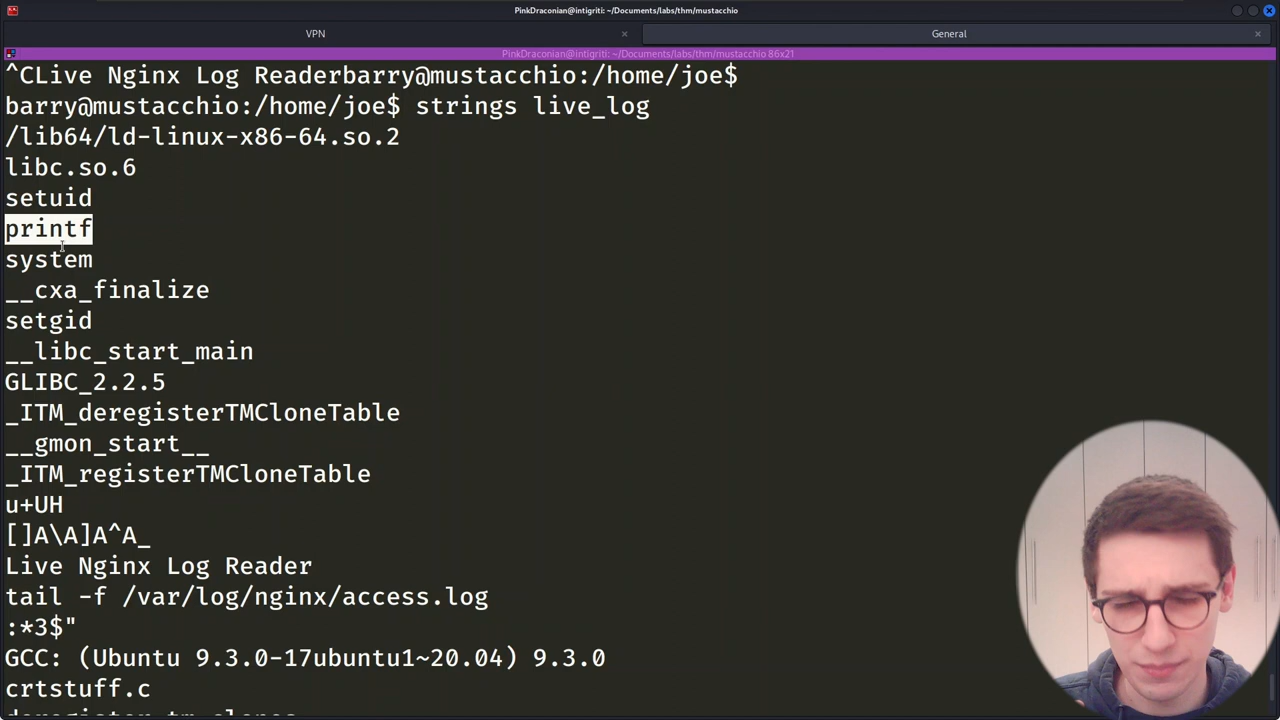 PinkDraconian@intigriti: ~/Documents/labs/thm/mustacchio
VPN
General
PinkDraconian@intigriti: ~/Documents/labs/thm/mustacchio 86x21
^CLive Nginx Log Readerbarry@mustacchio:/home/joe$
barry@mustacchio:/home/joe$ strings live_log
/lib64/ld-linux-x86-64.so.2
libc.so.6
setuid
printf
system
__cxa_finalize
setgid
__libc_start_main
GLIBC_2.2.5
_ITM_deregisterTMCloneTable
__gmon_start__
_ITM_registerTMCloneTable
u+UH
[]A\A]A^A_
Live Nginx Log Reader
tail -f /var/log/nginx/access.log
:*3$"
GCC: (Ubuntu 9.3.0-17ubuntu1~20.04) 9.3.0
crtstuff.c
deregister_tm_clones